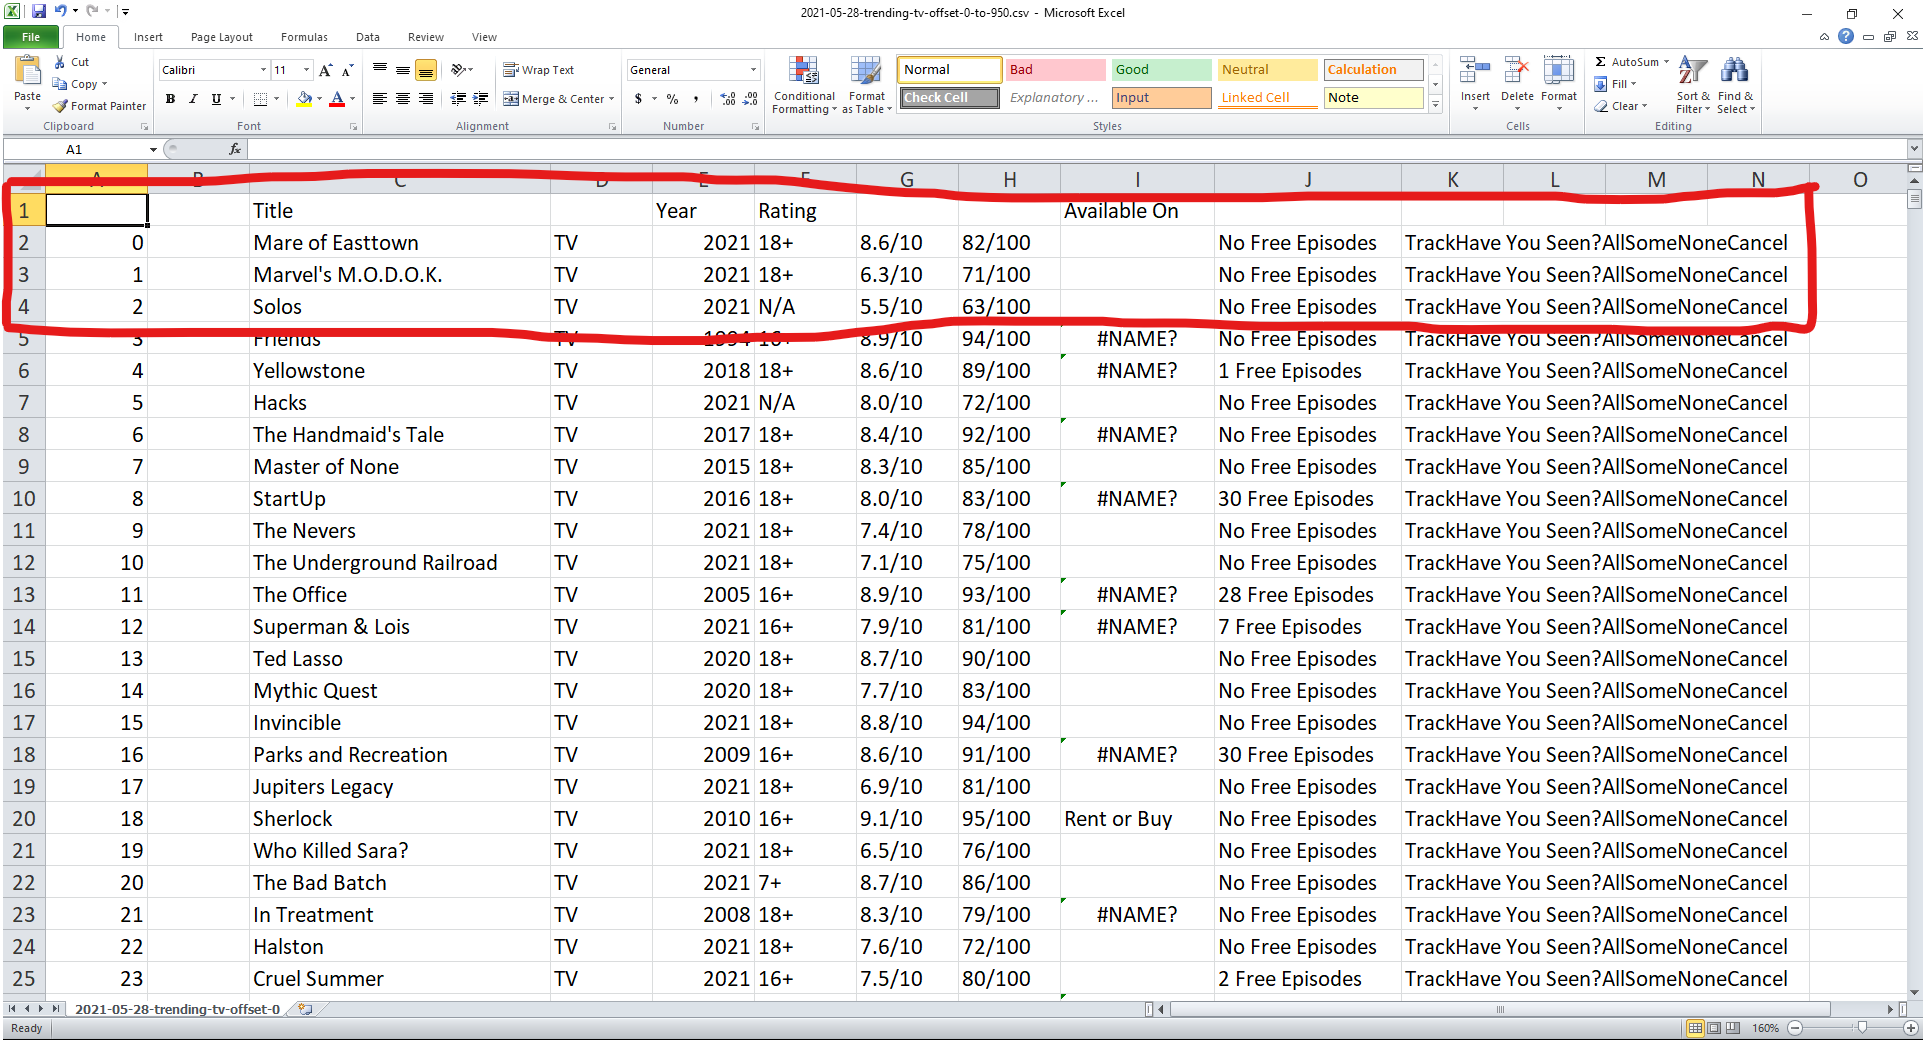 2021-05-28-trending-tv-offset-0-to-950.csv - Microsoft Excel
File Home Insert Page Layout Formulas Data Review View
Paste Cut Copy Format Painter Clipboard
Calibri 11 A A B I U A Font
Wrap Text Merge & Center Alignment
General $ % , Number
Conditional Formatting Format as Table
Normal Bad Good Neutral Calculation
Check Cell Explanatory ... Input Linked Cell Note
Styles
Insert Delete Format Cells
Σ AutoSum Fill Clear Sort & Filter Find & Select Editing
A1 fx
A B C D E F G H I J K L M N O
1 Title Year Rating Available On
2 0 Mare of Easttown TV 2021 18+ 8.6/10 82/100 No Free Episodes TrackHave You Seen?AllSomeNoneCancel
3 1 Marvel's M.O.D.O.K. TV 2021 18+ 6.3/10 71/100 No Free Episodes TrackHave You Seen?AllSomeNoneCancel
4 2 Solos TV 2021 N/A 5.5/10 63/100 No Free Episodes TrackHave You Seen?AllSomeNoneCancel
5 3 Friends TV 1994 16+ 8.9/10 94/100 #NAME? No Free Episodes TrackHave You Seen?AllSomeNoneCancel
6 4 Yellowstone TV 2018 18+ 8.6/10 89/100 #NAME? 1 Free Episodes TrackHave You Seen?AllSomeNoneCancel
7 5 Hacks TV 2021 N/A 8.0/10 72/100 No Free Episodes TrackHave You Seen?AllSomeNoneCancel
8 6 The Handmaid's Tale TV 2017 18+ 8.4/10 92/100 #NAME? No Free Episodes TrackHave You Seen?AllSomeNoneCancel
9 7 Master of None TV 2015 18+ 8.3/10 85/100 No Free Episodes TrackHave You Seen?AllSomeNoneCancel
10 8 StartUp TV 2016 18+ 8.0/10 83/100 #NAME? 30 Free Episodes TrackHave You Seen?AllSomeNoneCancel
11 9 The Nevers TV 2021 18+ 7.4/10 78/100 No Free Episodes TrackHave You Seen?AllSomeNoneCancel
12 10 The Underground Railroad TV 2021 18+ 7.1/10 75/100 No Free Episodes TrackHave You Seen?AllSomeNoneCancel
13 11 The Office TV 2005 16+ 8.9/10 93/100 #NAME? 28 Free Episodes TrackHave You Seen?AllSomeNoneCancel
14 12 Superman & Lois TV 2021 16+ 7.9/10 81/100 #NAME? 7 Free Episodes TrackHave You Seen?AllSomeNoneCancel
15 13 Ted Lasso TV 2020 18+ 8.7/10 90/100 No Free Episodes TrackHave You Seen?AllSomeNoneCancel
16 14 Mythic Quest TV 2020 18+ 7.7/10 83/100 No Free Episodes TrackHave You Seen?AllSomeNoneCancel
17 15 Invincible TV 2021 18+ 8.8/10 94/100 No Free Episodes TrackHave You Seen?AllSomeNoneCancel
18 16 Parks and Recreation TV 2009 16+ 8.6/10 91/100 #NAME? 30 Free Episodes TrackHave You Seen?AllSomeNoneCancel
19 17 Jupiters Legacy TV 2021 18+ 6.9/10 81/100 No Free Episodes TrackHave You Seen?AllSomeNoneCancel
20 18 Sherlock TV 2010 16+ 9.1/10 95/100 Rent or Buy No Free Episodes TrackHave You Seen?AllSomeNoneCancel
21 19 Who Killed Sara? TV 2021 18+ 6.5/10 76/100 No Free Episodes TrackHave You Seen?AllSomeNoneCancel
22 20 The Bad Batch TV 2021 7+ 8.7/10 86/100 No Free Episodes TrackHave You Seen?AllSomeNoneCancel
23 21 In Treatment TV 2008 18+ 8.3/10 79/100 #NAME? No Free Episodes TrackHave You Seen?AllSomeNoneCancel
24 22 Halston TV 2021 18+ 7.6/10 72/100 No Free Episodes TrackHave You Seen?AllSomeNoneCancel
25 23 Cruel Summer TV 2021 16+ 7.5/10 80/100 2 Free Episodes TrackHave You Seen?AllSomeNoneCancel
2021-05-28-trending-tv-offset-0
Ready 160%